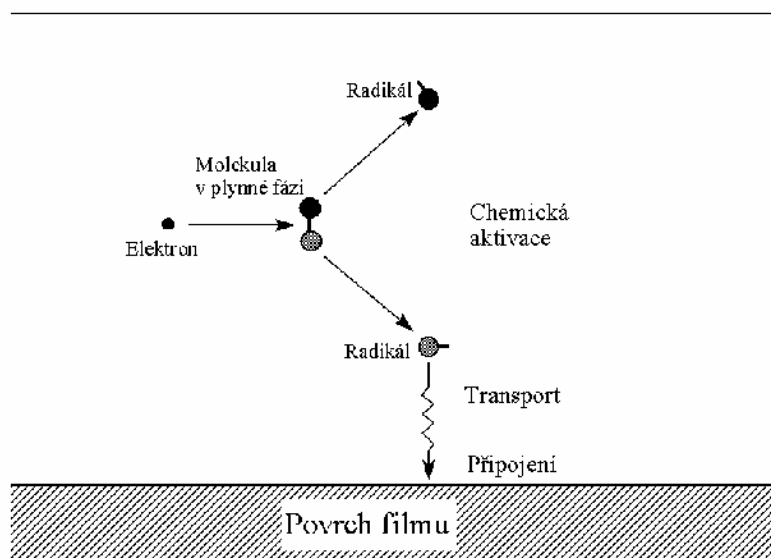 Radikál
Molekula
v plynné fázi
Chemická
aktivace
Elektron
Radikál
Transport
Připojení
Povrch filmu